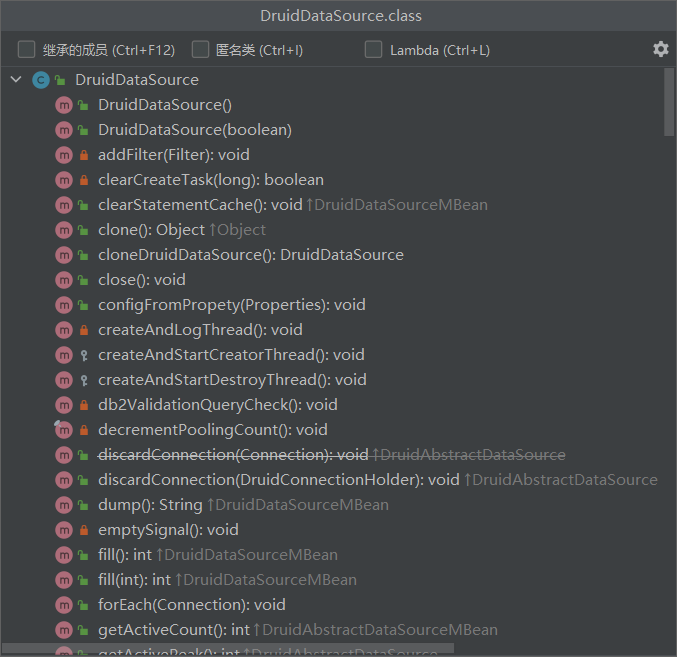 DruidDataSource.class
继承的成员 (Ctrl+F12) 匿名类 (Ctrl+I) Lambda (Ctrl+L)
DruidDataSource
DruidDataSource()
DruidDataSource(boolean)
addFilter(Filter): void
clearCreateTask(long): boolean
clearStatementCache(): void ↑DruidDataSourceMBean
clone(): Object ↑Object
cloneDruidDataSource(): DruidDataSource
close(): void
configFromPropety(Properties): void
createAndLogThread(): void
createAndStartCreatorThread(): void
createAndStartDestroyThread(): void
db2ValidationQueryCheck(): void
decrementPoolingCount(): void
discardConnection(Connection): void ↑DruidAbstractDataSource
discardConnection(DruidConnectionHolder): void ↑DruidAbstractDataSource
dump(): String ↑DruidDataSourceMBean
emptySignal(): void
fill(): int ↑DruidDataSourceMBean
fill(int): int ↑DruidDataSourceMBean
forEach(Connection): void
getActiveCount(): int ↑DruidAbstractDataSourceMBean
getActivePeak(): int ↑DruidAbstractDataSource